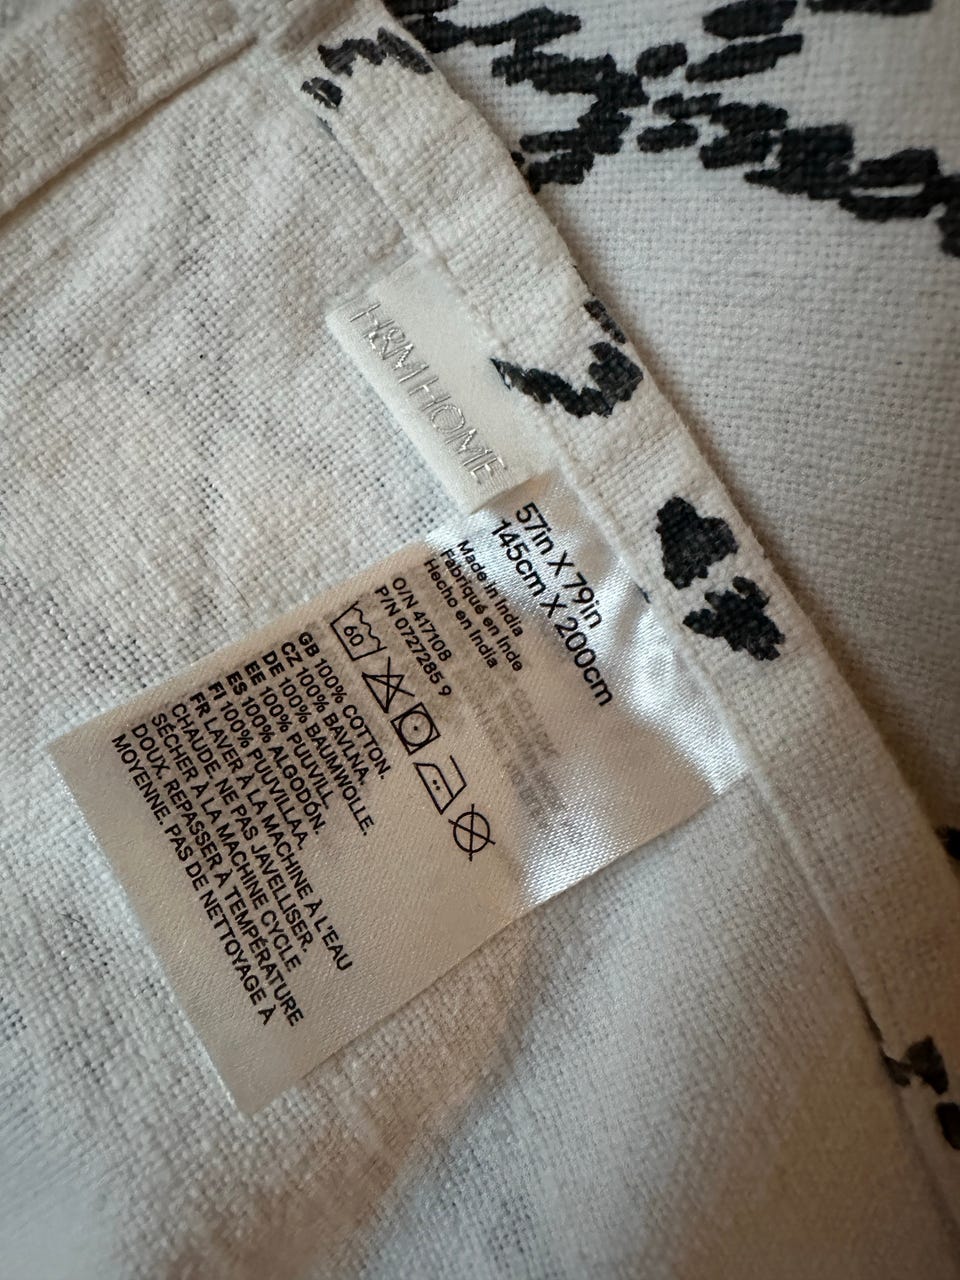 H&M HOME
57in X 79in
145cm X 200cm
Made in India
Fabriqué en Inde
Hecho en India
O/N 417108
P/N 0727285 9
60
GB 100% COTTON.
CZ 100% BAVLNA.
DE 100% BAUMWOLLE.
EE 100% PUUVILL.
ES 100% ALGODÓN.
FI 100% PUUVILLAA.
FR LAVER À LA MACHINE À L'EAU
CHAUDE. NE PAS JAVELLISER.
SÉCHER À LA MACHINE CYCLE
DOUX. REPASSER À TEMPÉRATURE
MOYENNE. PAS DE NETTOYAGE À